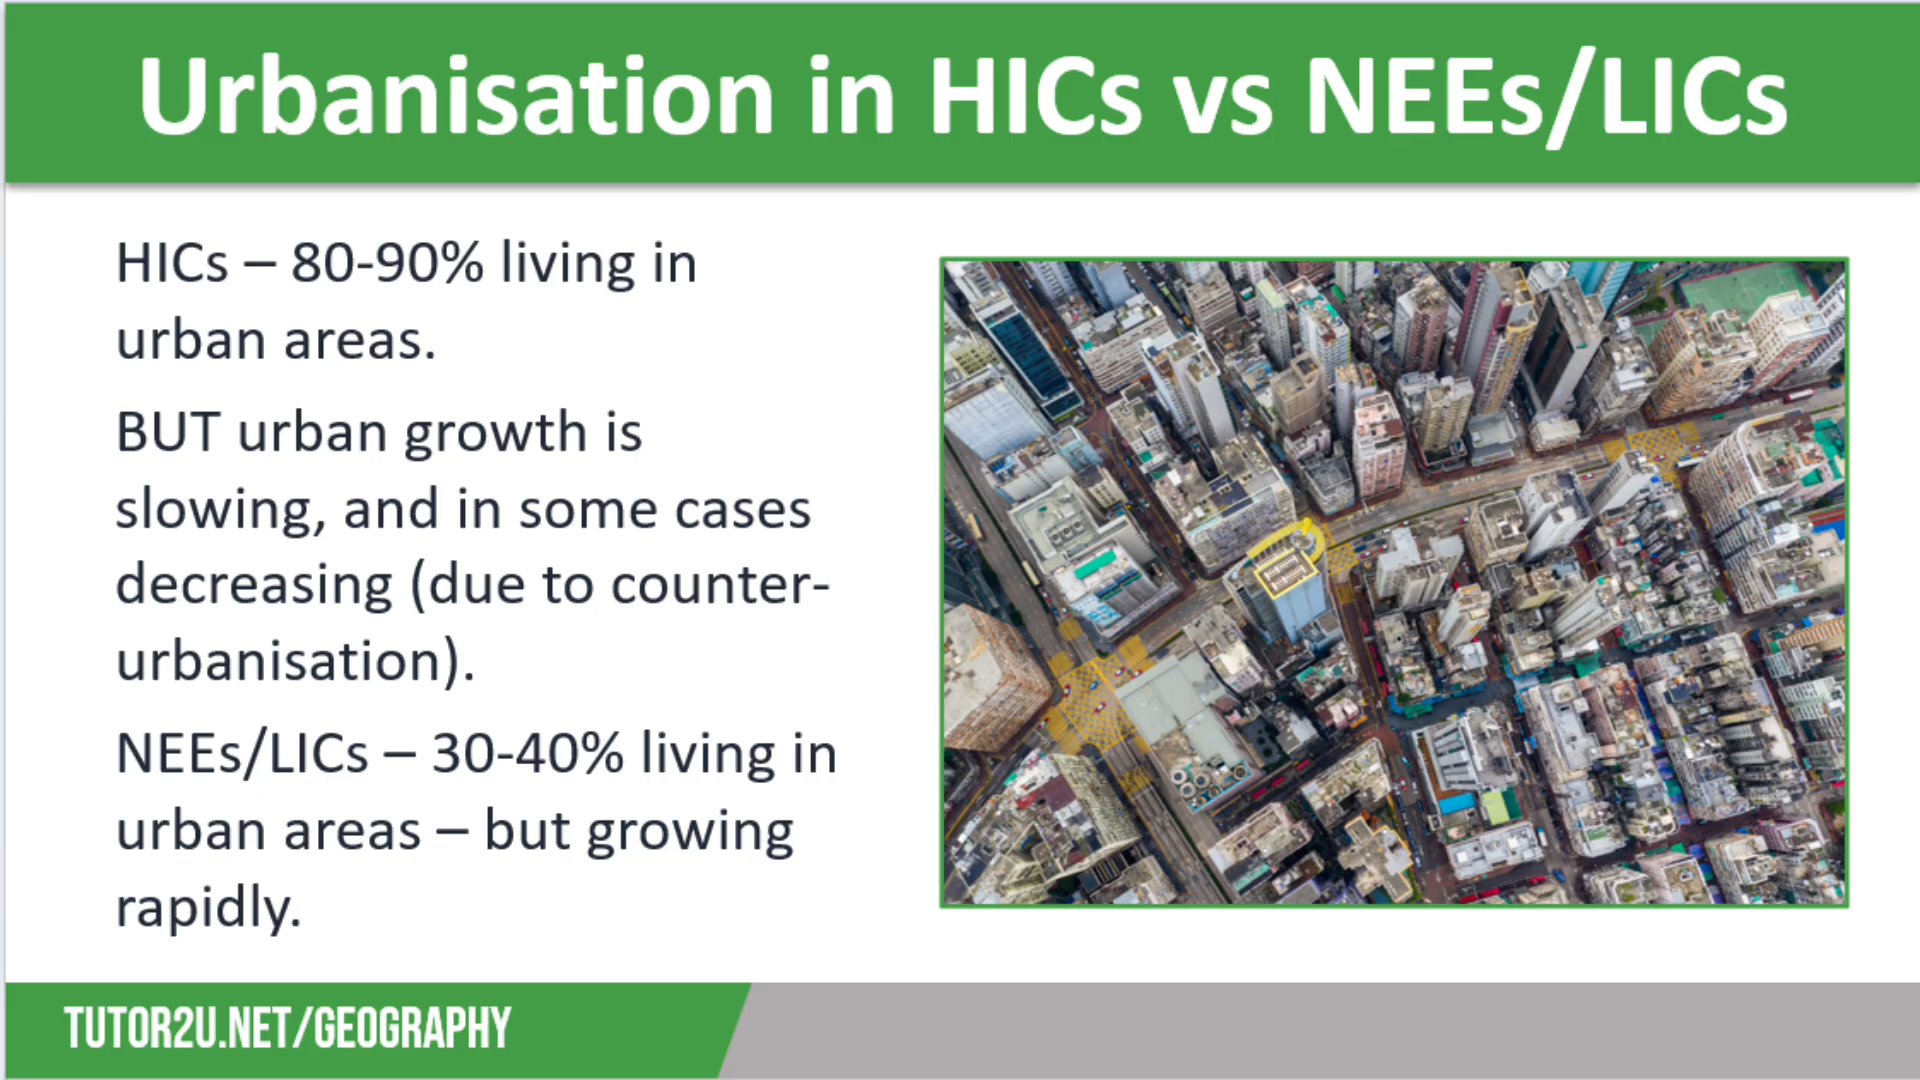 Urbanisation in HICs vs NEEs/LICs
HICs – 80-90% living in
urban areas.
BUT urban growth is
slowing, and in some cases
decreasing (due to counter-
urbanisation).
NEEs/LICs – 30-40% living in
urban areas – but growing
rapidly.
TUTOR2U.NET/GEOGRAPHY